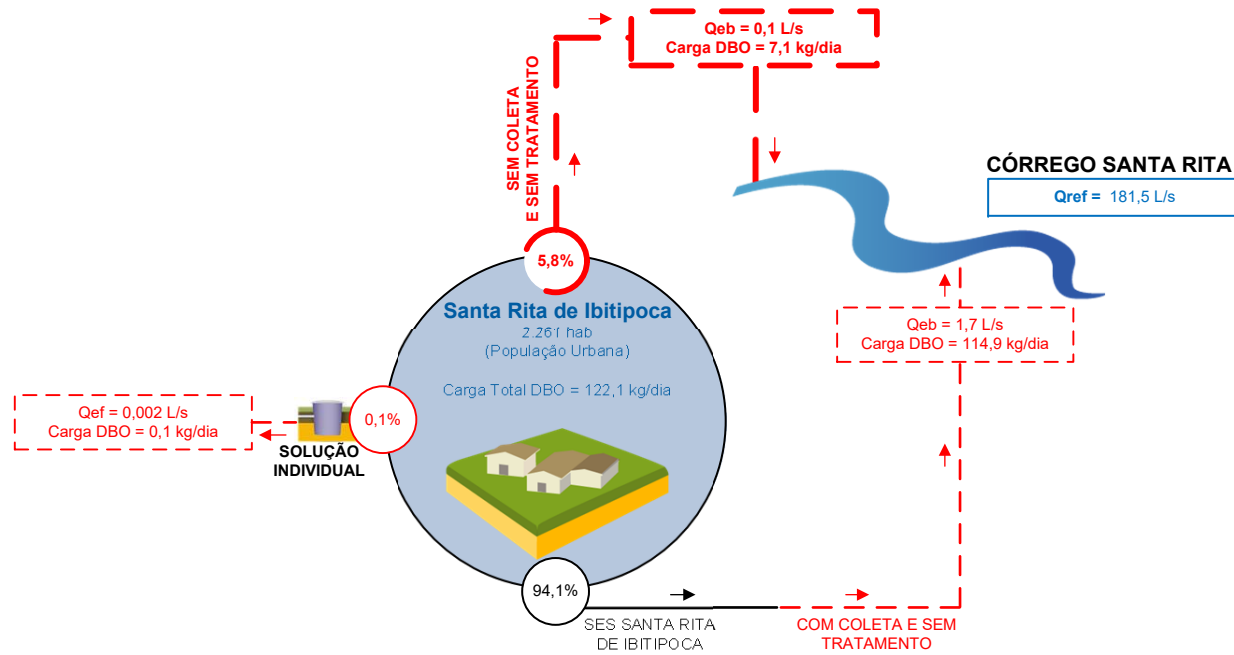 Qeb = 0,1 L/s
Carga DBO = 7,1 kg/dia
SEM COLETA
E SEM TRATAMENTO
CÓRREGO SANTA RITA
Qref = 181,5 L/s
5,8%
Santa Rita de Ibitipoca
2.261 hab
(População Urbana)
Carga Total DBO = 122,1 kg/dia
Qeb = 1,7 L/s
Carga DBO = 114,9 kg/dia
Qef = 0,002 L/s
Carga DBO = 0,1 kg/dia
0,1%
SOLUÇÃO
INDIVIDUAL
94,1%
SES SANTA RITA
DE IBITIPOCA
COM COLETA E SEM
TRATAMENTO